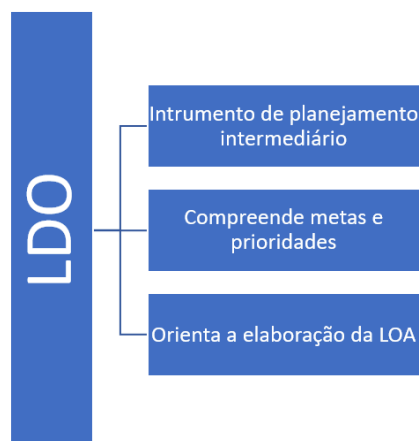 LDO
Intrumento de planejamento
intermediário
Compreende metas e
prioridades
Orienta a elaboração da LOA